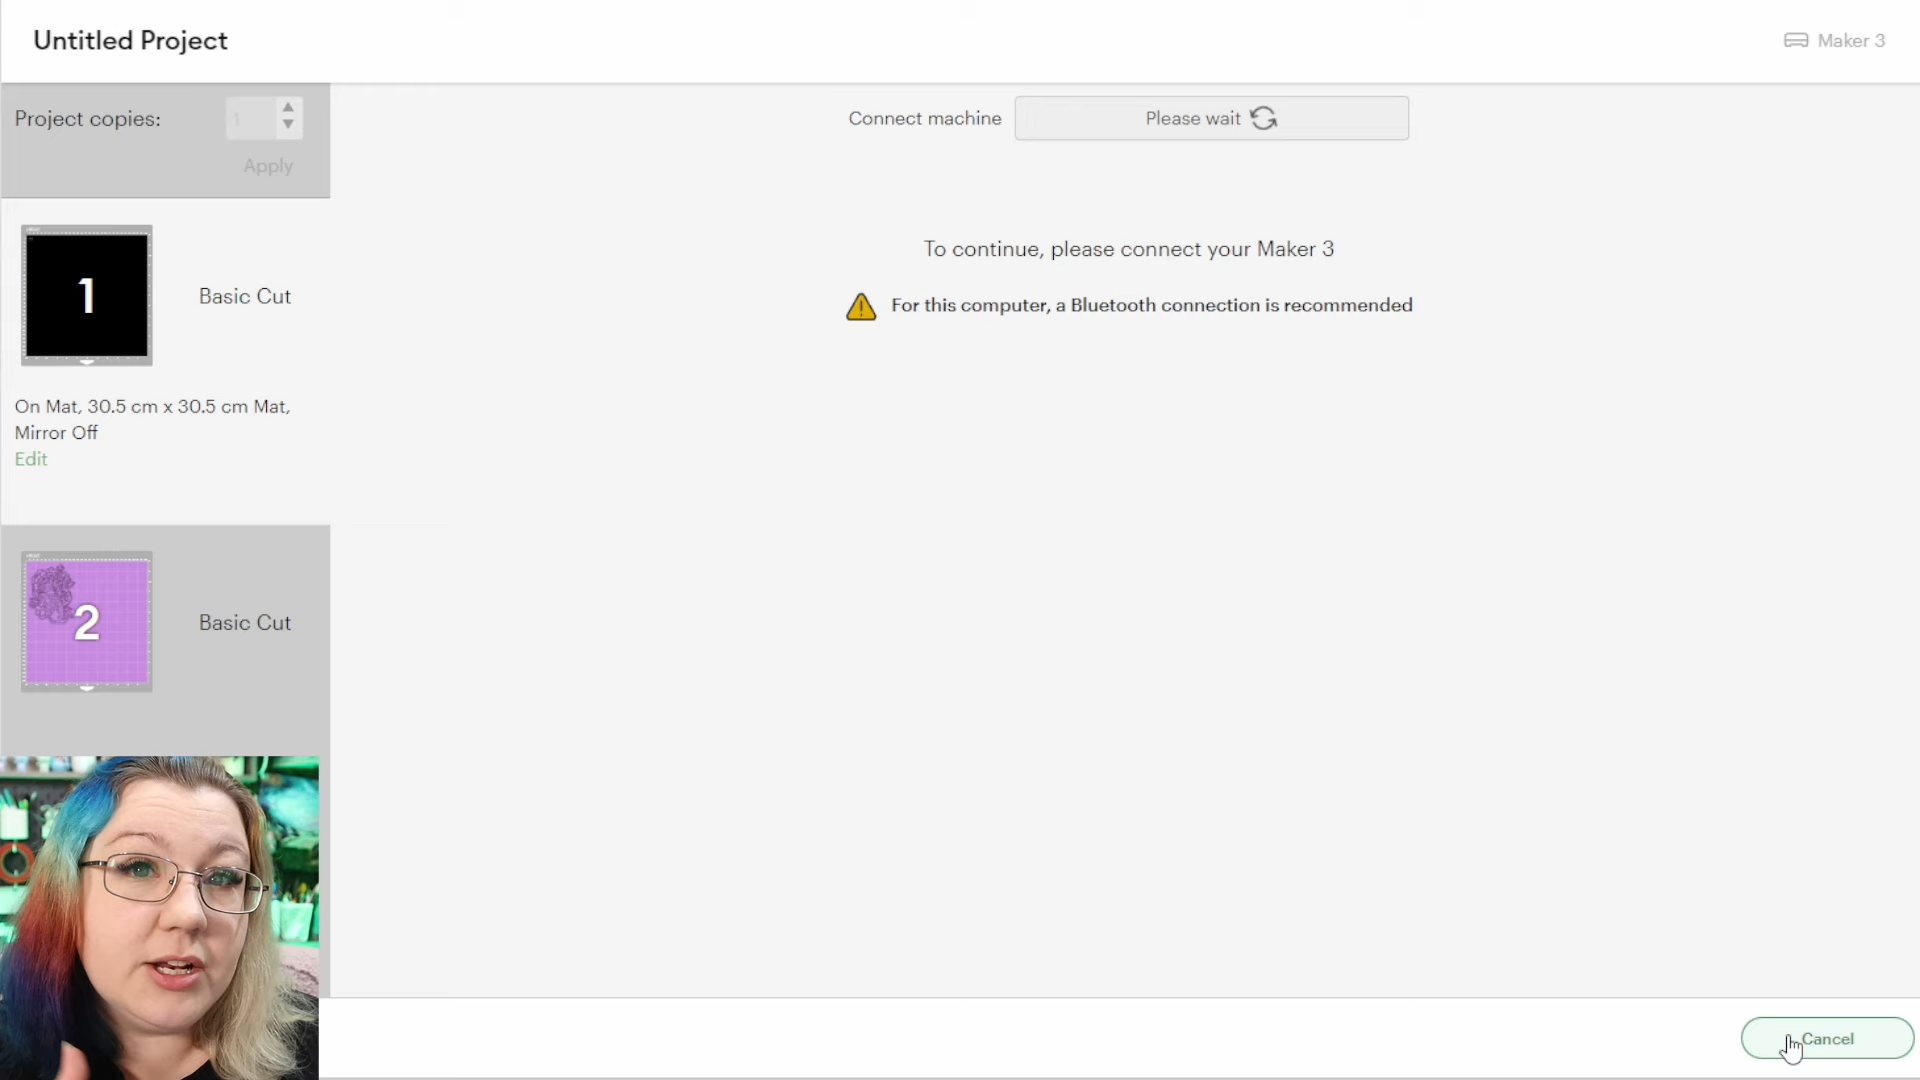 Untitled Project
Maker 3
Project copies:
1
Apply
Connect machine
Please wait
To continue, please connect your Maker 3
For this computer, a Bluetooth connection is recommended
1
Basic Cut
On Mat, 30.5 cm x 30.5 cm Mat,
Mirror Off
Edit
2
Basic Cut
Cancel